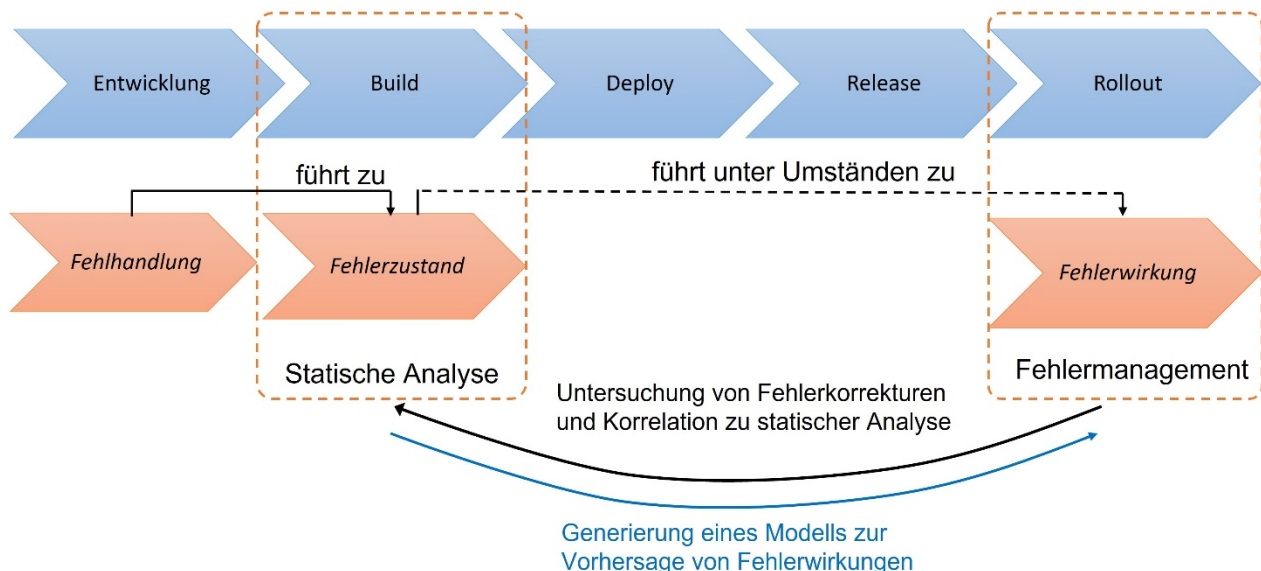 Entwicklung
Build
Deploy
Release
Rollout
führt zu
führt unter Umständen zu
Fehlhandlung
Fehlerzustand
Fehlerwirkung
Statische Analyse
Fehlermanagement
Untersuchung von Fehlerkorrekturen
und Korrelation zu statischer Analyse
Generierung eines Modells zur
Vorhersage von Fehlerwirkungen